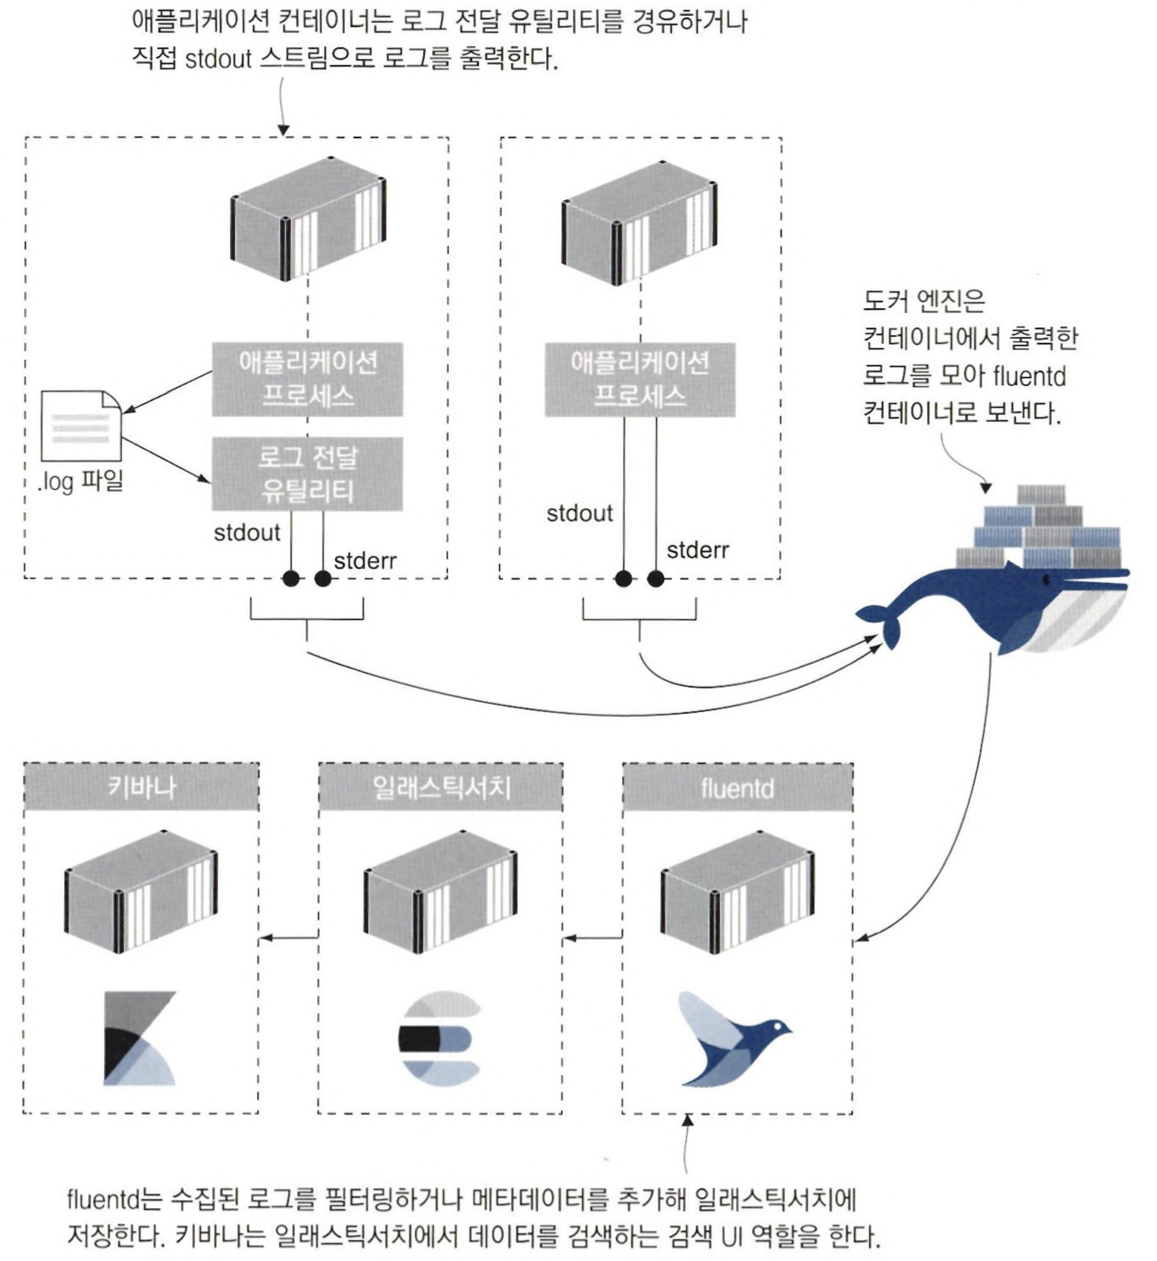 애플리케이션 컨테이너는 로그 전달 유틸리티를 경유하거나
직접 stdout 스트림으로 로그를 출력한다.
애플리케이션
프로세스
.log 파일
로그 전달
유틸리티
stdout
stderr
애플리케이션
프로세스
stdout
stderr
도커 엔진은
컨테이너에서 출력한
로그를 모아 fluentd
컨테이너로 보낸다.
키바나
일래스틱서치
fluentd
fluentd는 수집된 로그를 필터링하거나 메타데이터를 추가해 일래스틱서치에
저장한다. 키바나는 일래스틱서치에서 데이터를 검색하는 검색 UI 역할을 한다.